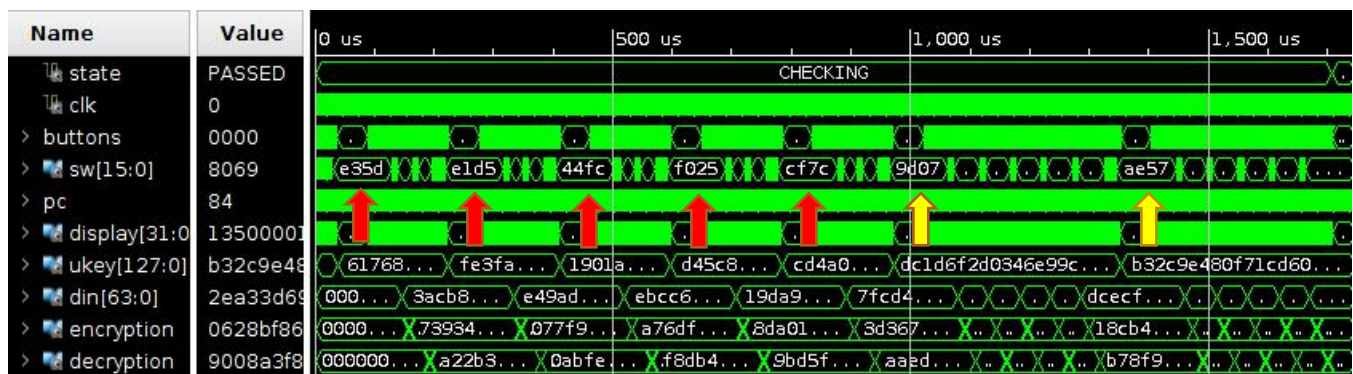 Name Value 0 us 500 us 1,000 us 1,500 us
state PASSED CHECKING
clk 0
buttons 0000
sw[15:0] 8069 e35d e1d5 44fc f025 cf7c 9d07 ae57 ...
pc 84
display[31:0 13500001
ukey[127:0] b32c9e48 61768... fe3fa... 1901a... d45c8... cd4a0... dc1d6f2d0346e99c... b32c9e480f71cd60...
din[63:0] 2ea33d69 000... 3acb8... e49ad... ebcc6... 19da9... 7fcd4... dcecf...
encryption 0628bf86 0000... 73934... 077f9... a76df... 8da01... 3d367... 18cb4...
decryption 9008a3f8 000000... a22b3... 0abfe... f8db4... 9bd5f... aaed... b78f9...